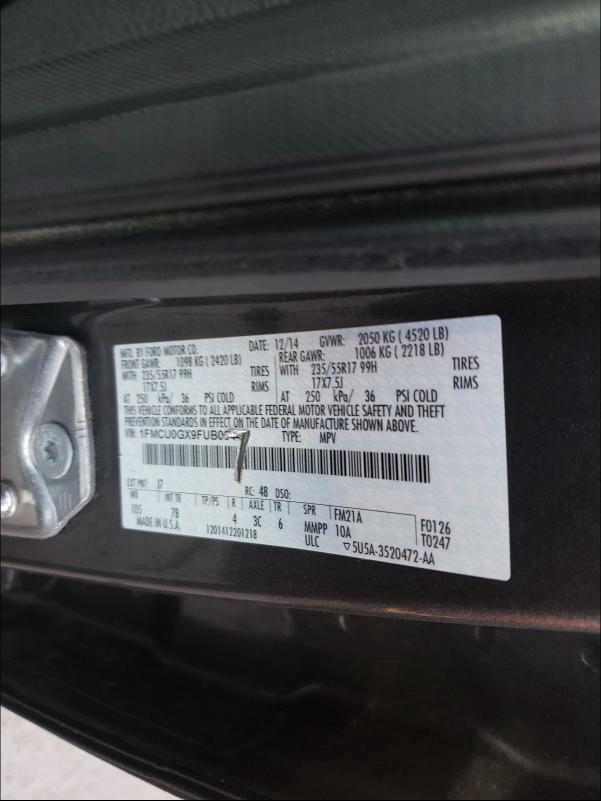 MFD. BY FORD MOTOR CO. DATE: 12/14 GVWR: 2050 KG (4520 LB)
FRONT GAWR: 1098 KG (2420 LB) REAR GAWR: 1006 KG (2218 LB)
WITH 235/55R17 99H TIRES WITH 235/55R17 99H TIRES
17X7.5J RIMS 17X7.5J RIMS
AT 250 kPa/ 36 PSI COLD AT 250 kPa/ 36 PSI COLD
THIS VEHICLE CONFORMS TO ALL APPLICABLE FEDERAL MOTOR VEHICLE SAFETY AND THEFT
PREVENTION STANDARDS IN EFFECT ON THE DATE OF MANUFACTURE SHOWN ABOVE.
VIN: 1FMCU0GX9FUB0 TYPE: MPV
EXT PNT: J7 RC: 48 DSO:
WB INT TR TP/PS R AXLE TR SPR FM21A
105 7B 4 3C 6 MMPP 10A F0126
MADE IN U.S.A. 1201412201218 ULC ▽5U5A-3520472-AA T0247